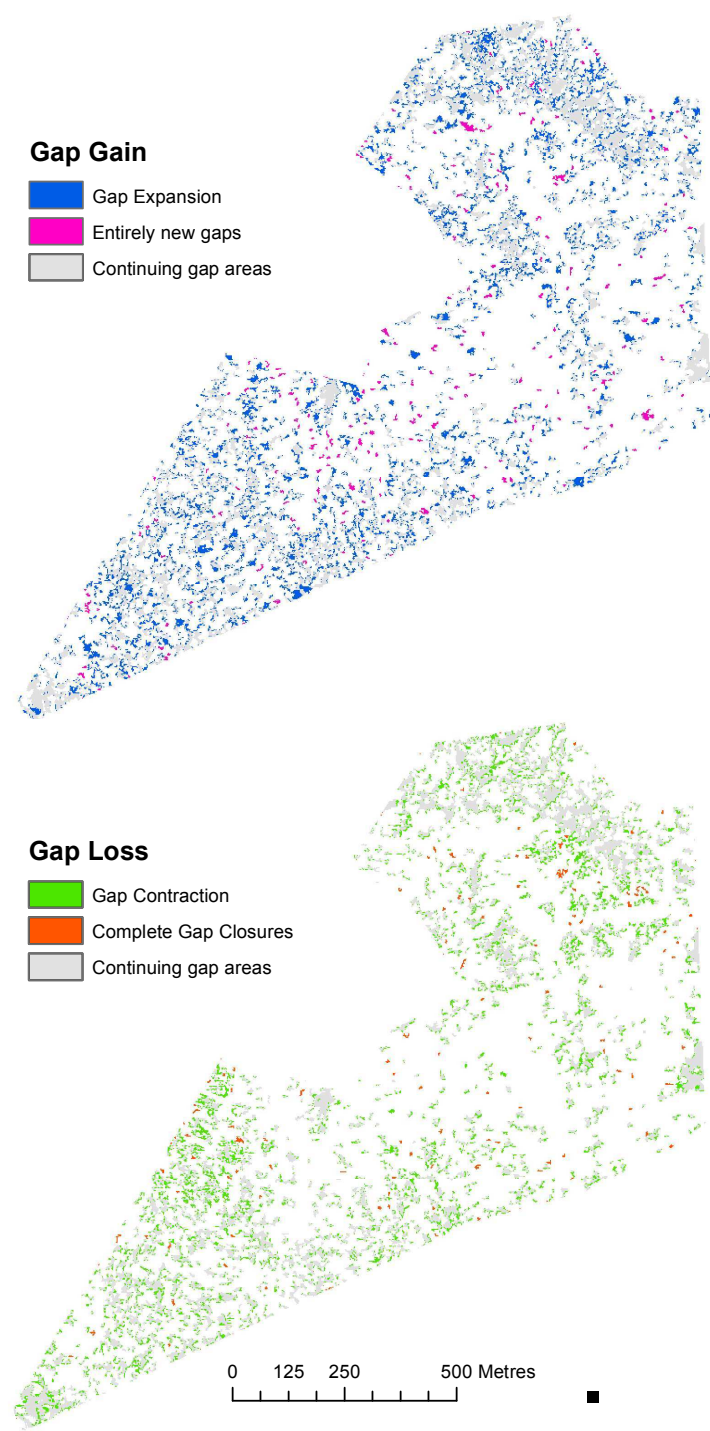 Gap Gain
Gap Expansion
Entirely new gaps
Continuing gap areas
Gap Loss
Gap Contraction
Complete Gap Closures
Continuing gap areas
0 125 250 500 Metres